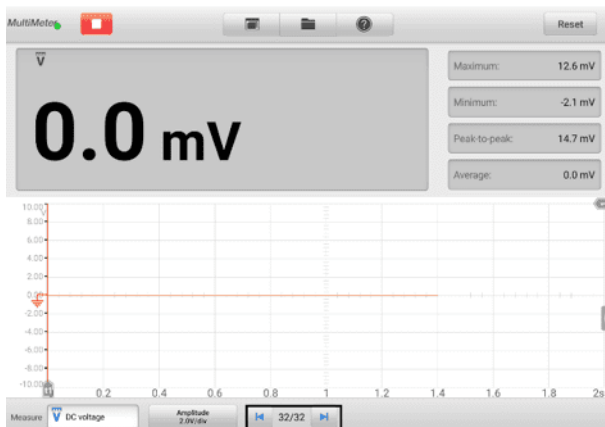 MultiMeter
Reset
V
0.0 mV
Maximum: 12.6 mV
Minimum: -2.1 mV
Peak-to-peak: 14.7 mV
Average: 0.0 mV
10.00
V
8.00
6.00
4.00
2.00
0.00
-2.00
-4.00
-6.00
-8.00
-10.00
0.2 0.4 0.6 0.8 1 1.2 1.4 1.6 1.8 2s
Measure V DC voltage Amplitude 32/32
2.0V/div